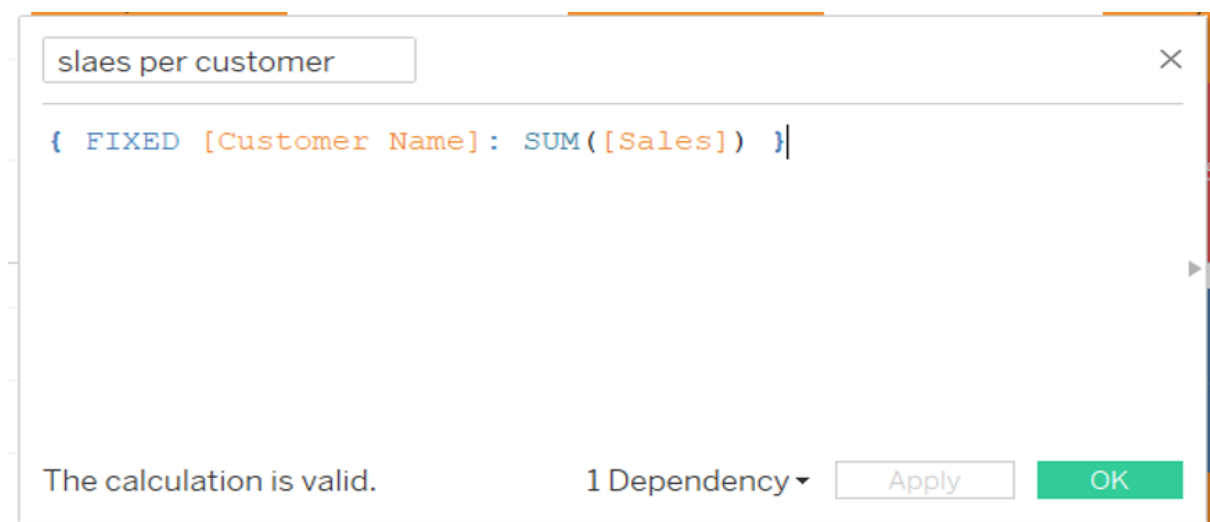 slaes per customer
{ FIXED [Customer Name]: SUM([Sales]) }
The calculation is valid. 1 Dependency Apply OK